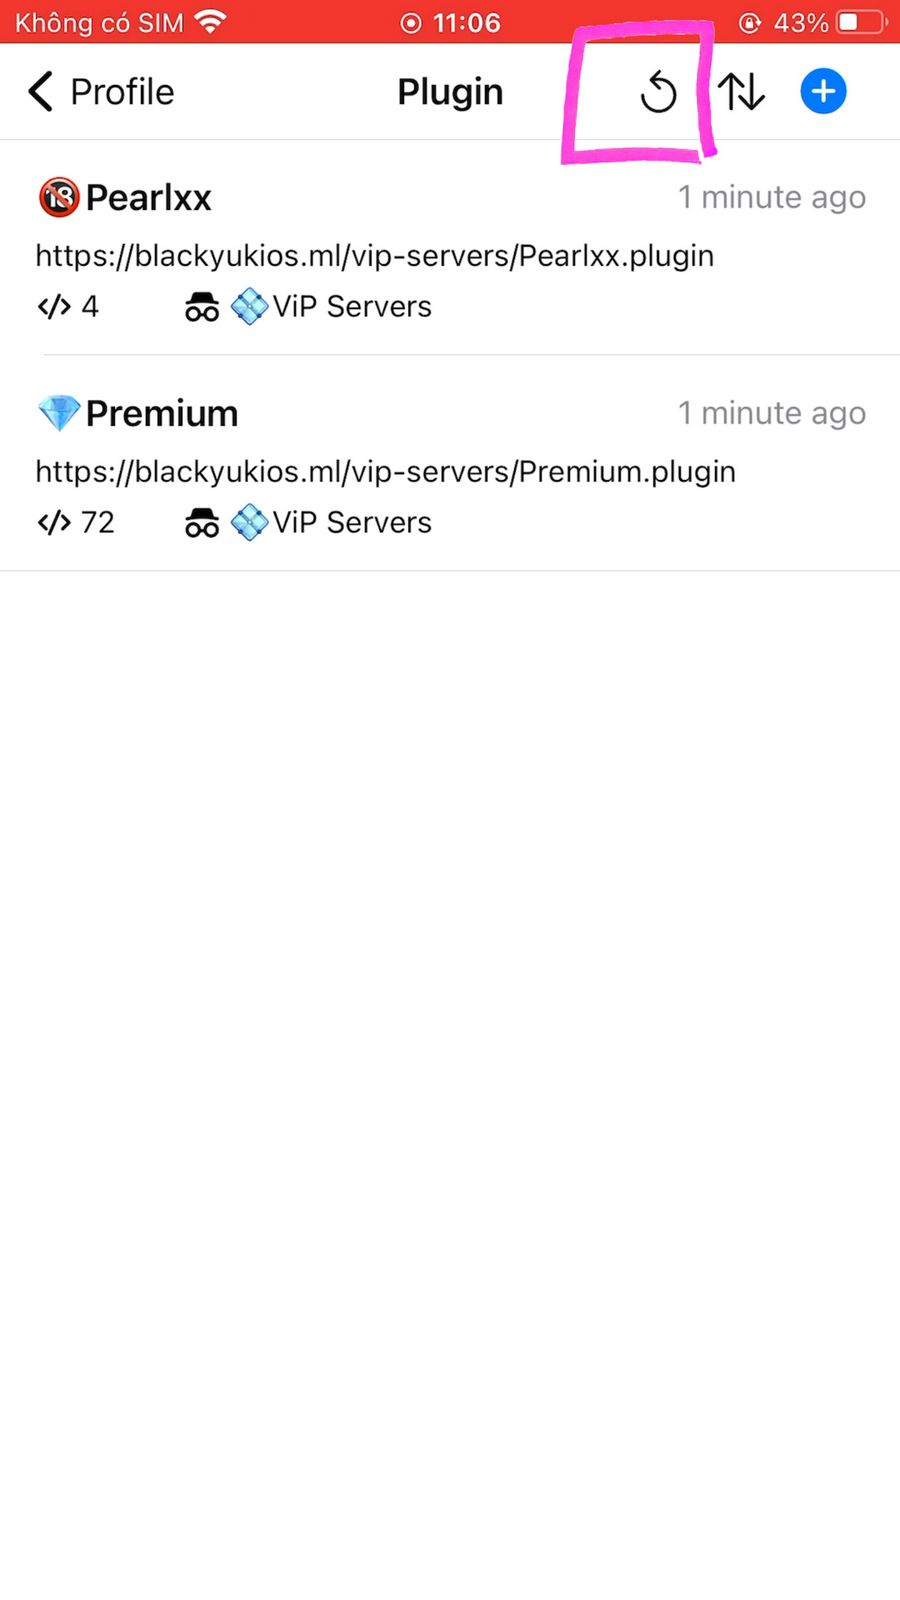 Không có SIM 11:06 43%
Profile Plugin
🔞Pearlxx 1 minute ago
https://blackyukios.ml/vip-servers/Pearlxx.plugin
</> 4 💠ViP Servers
💎Premium 1 minute ago
https://blackyukios.ml/vip-servers/Premium.plugin
</> 72 💠ViP Servers